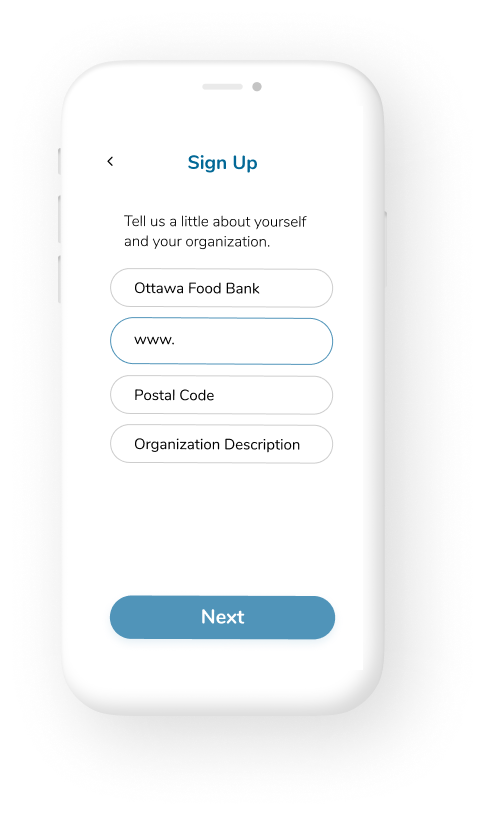 Sign Up
Tell us a little about yourself
and your organization.
Ottawa Food Bank
www.
Postal Code
Organization Description
Next